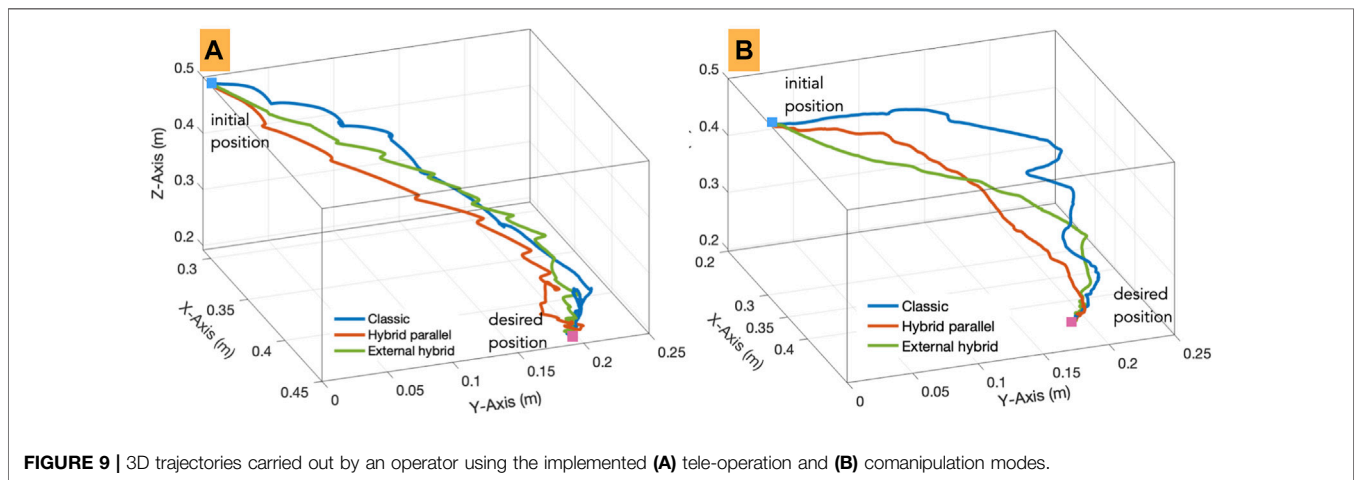 A
0.5
0.4
0.3
0.2
Z-Axis (m)
initial
position
0.3
0.35
0.4
0.45
X-Axis (m)
Classic
Hybrid parallel
External hybrid
desired
position
0
0.05
0.1
0.15
0.2
0.25
Y-Axis (m)
B
0.5
0.4
0.3
0.2
initial
position
0.2
0.3
0.35
0.4
X-Axis (m)
Classic
Hybrid parallel
External hybrid
desired
position
0
0.05
0.1
0.15
0.2
0.25
Y-Axis (m)
FIGURE 9 | 3D trajectories carried out by an operator using the implemented (A) tele-operation and (B) comanipulation modes.